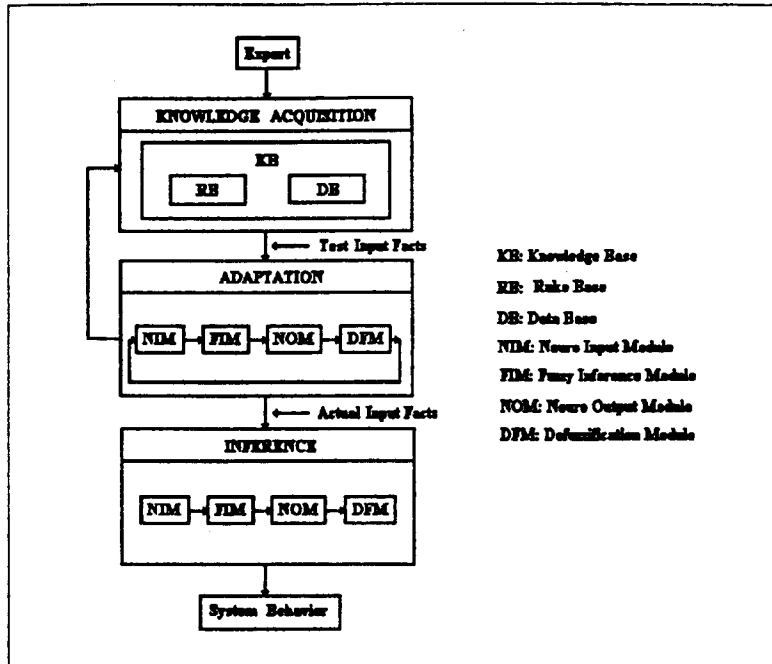 Expert
KNOWLEDGE ACQUISITION
KB
RB
DB
Test Input Facts
ADAPTATION
NIM
FIM
NOM
DFM
Actual Input Facts
INFERENCE
NIM
FIM
NOM
DFM
System Behavior
KB: Knowledge Base
RB: Rule Base
DB: Data Base
NIM: Neuro Input Module
FIM: Fuzzy Inference Module
NOM: Neuro Output Module
DFM: Defuzzification Module